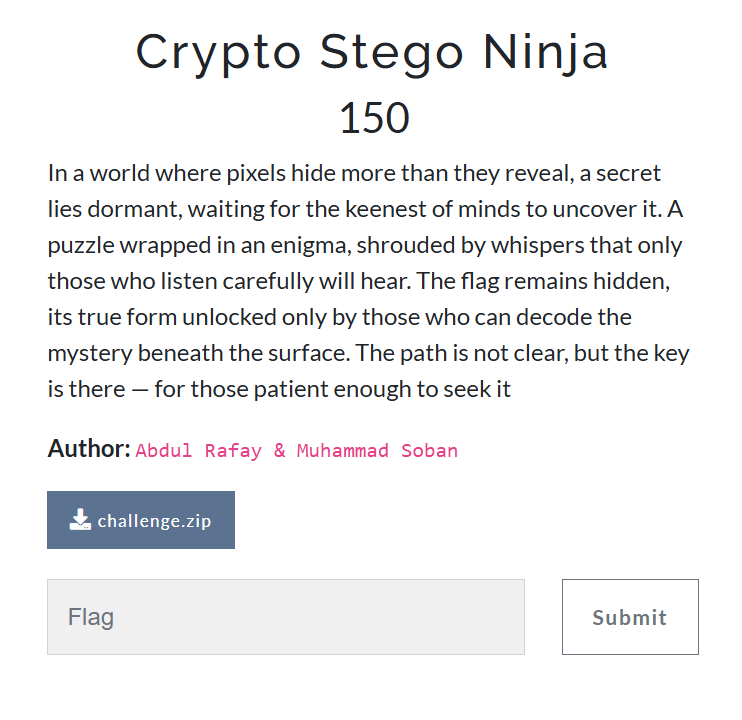 Crypto Stego Ninja
150
In a world where pixels hide more than they reveal, a secret
lies dormant, waiting for the keenest of minds to uncover it. A
puzzle wrapped in an enigma, shrouded by whispers that only
those who listen carefully will hear. The flag remains hidden,
its true form unlocked only by those who can decode the
mystery beneath the surface. The path is not clear, but the key
is there — for those patient enough to seek it
Author: Abdul Rafay & Muhammad Soban
challenge.zip
Flag
Submit